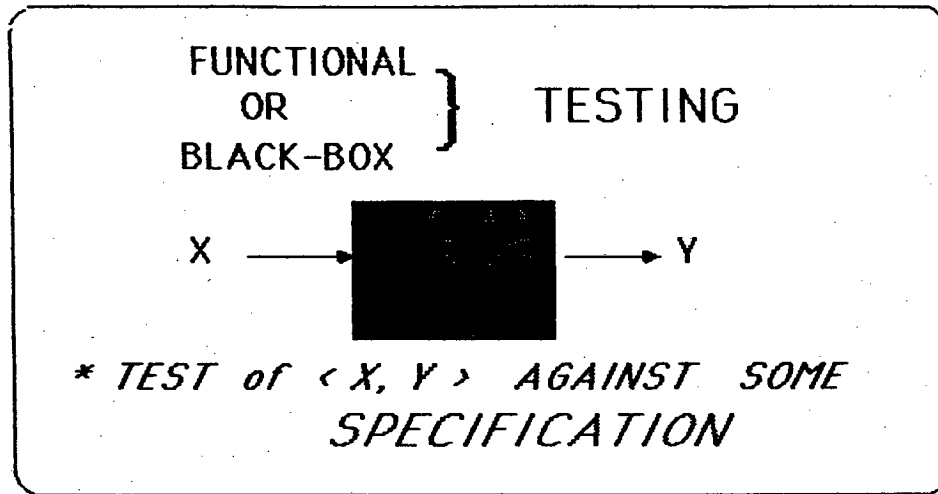 FUNCTIONAL
OR
BLACK-BOX
} TESTING
X
Y
* TEST of < X, Y > AGAINST SOME
SPECIFICATION